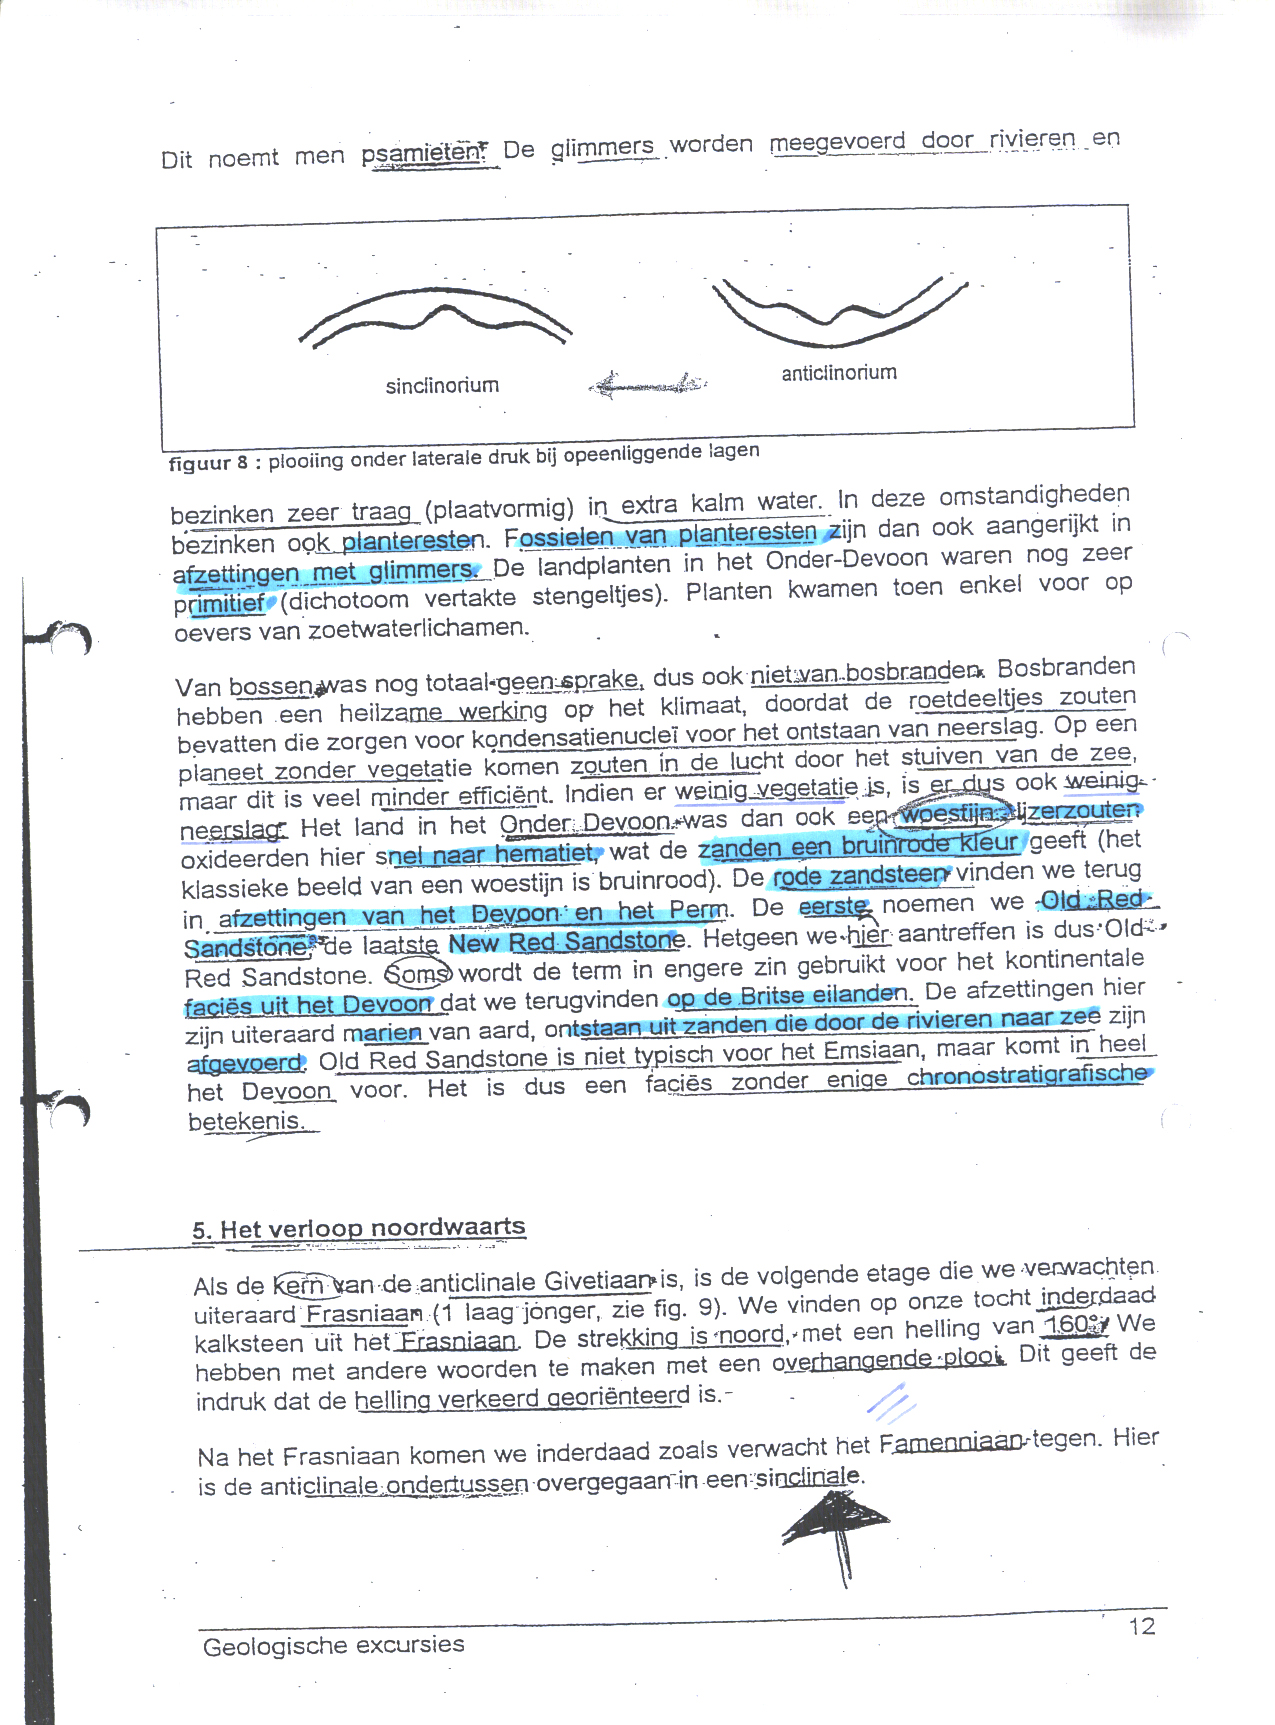 Dit noemt men psamieten. De glimmers worden meegevoerd door rivieren en
sinclinorium
anticlinorium
figuur 8 : plooiing onder laterale druk bij opeenliggende lagen
bezinken zeer traag (plaatvormig) in extra kalm water. In deze omstandigheden
bezinken ook planteresten. Fossielen van planteresten zijn dan ook aangerijkt in
afzettingen met glimmers. De landplanten in het Onder-Devoon waren nog zeer
primitief (dichotoom vertakte stengeltjes). Planten kwamen toen enkel voor op
oevers van zoetwaterlichamen.
Van bossen was nog totaal geen sprake, dus ook niet van bosbranden. Bosbranden
hebben een heilzame werking op het klimaat, doordat de roetdeeltjes zouten
bevatten die zorgen voor kondensatienucleï voor het ontstaan van neerslag. Op een
planeet zonder vegetatie komen zouten in de lucht door het stuiven van de zee,
maar dit is veel minder efficiënt. Indien er weinig vegetatie is, is er dus ook weinig
neerslag. Het land in het Onder Devoon was dan ook een woestijn. Ijzerzouten
oxideerden hier snel naar hematiet, wat de zanden een bruinrode kleur geeft (het
klassieke beeld van een woestijn is bruinrood). De rode zandsteen vinden we terug
in afzettingen van het Devoon en het Perm. De eerste noemen we Old Red
Sandstone, de laatste New Red Sandstone. Hetgeen we hier aantreffen is dus Old
Red Sandstone. Soms wordt de term in engere zin gebruikt voor het kontinentale
faciës uit het Devoon dat we terugvinden op de Britse eilanden. De afzettingen hier
zijn uiteraard marien van aard, ontstaan uit zanden die door de rivieren naar zee zijn
afgevoerd. Old Red Sandstone is niet typisch voor het Emsiaan, maar komt in heel
het Devoon voor. Het is dus een faciës zonder enige chronostratigrafische
betekenis.
5. Het verloop noordwaarts
Als de kern van de anticlinale Givetiaan is, is de volgende etage die we verwachten
uiteraard Frasniaan (1 laag jonger, zie fig. 9). We vinden op onze tocht inderdaad
kalksteen uit het Frasniaan. De strekking is noord, met een helling van 160°. We
hebben met andere woorden te maken met een overhangende plooi. Dit geeft de
indruk dat de helling verkeerd georiënteerd is.
Na het Frasniaan komen we inderdaad zoals verwacht het Famenniaan tegen. Hier
is de anticlinale ondertussen overgegaan in een sinclinale.
12
Geologische excursies